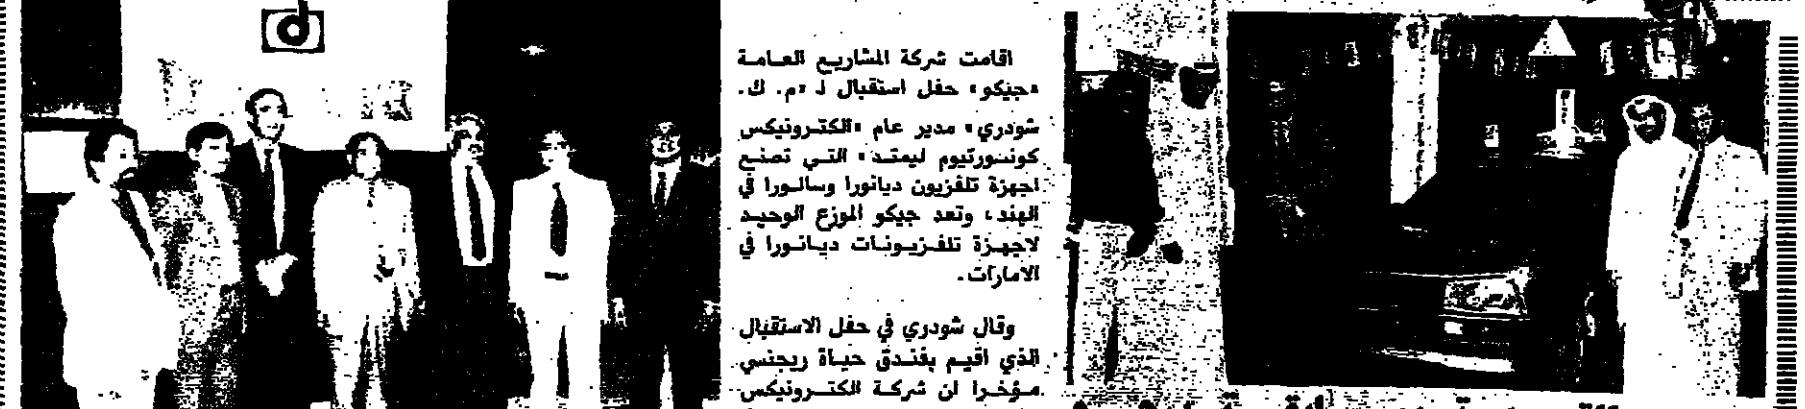 اقامت شركة المشاريع العامة
«جيكو» حفل استقبال لـ «م. ك.
شودري» مدير عام «الكترونيكس
كونسورتيوم ليمتد» التي تصنع
اجهزة تلفزيون ديانورا وسالورا في
الهند، وتعد جيكو الموزع الوحيد
لاجهزة تلفزيونات ديانورا في
الامارات.
وقال شودري في حفل الاستقبال
الذي اقيم بفندق حياة ريجنسي
مؤخرا ان شركة الكترونيكس